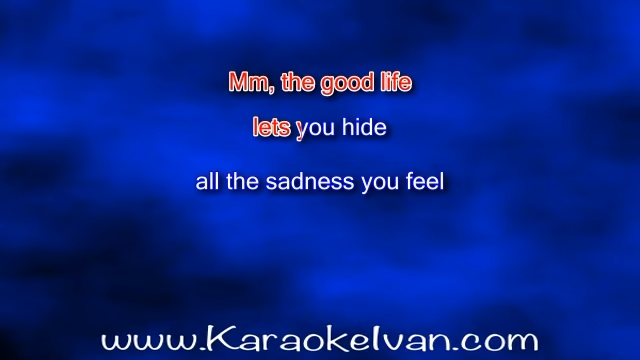 Mm, the good life
lets you hide
all the sadness you feel
www.KaraokeIvan.com